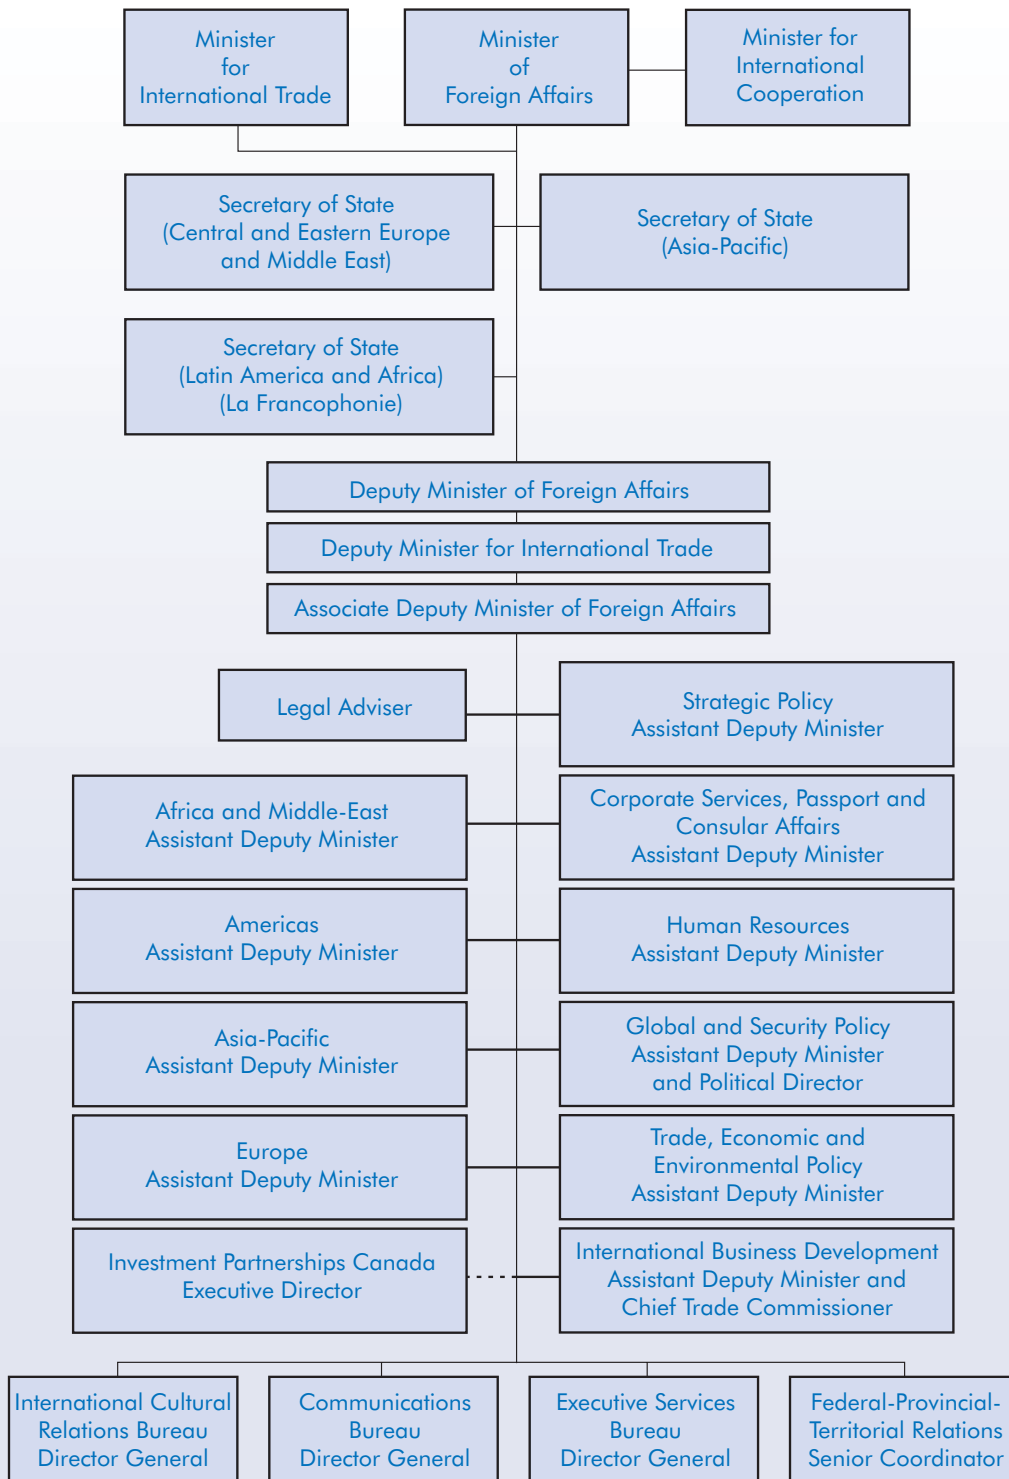 Minister
for
International Trade
Minister
of
Foreign Affairs
Minister for
International
Cooperation
Secretary of State
(Central and Eastern Europe
and Middle East)
Secretary of State
(Asia-Pacific)
Secretary of State
(Latin America and Africa)
(La Francophonie)
Deputy Minister of Foreign Affairs
Deputy Minister for International Trade
Associate Deputy Minister of Foreign Affairs
Legal Adviser
Strategic Policy
Assistant Deputy Minister
Africa and Middle-East
Assistant Deputy Minister
Corporate Services, Passport and
Consular Affairs
Assistant Deputy Minister
Americas
Assistant Deputy Minister
Human Resources
Assistant Deputy Minister
Asia-Pacific
Assistant Deputy Minister
Global and Security Policy
Assistant Deputy Minister
and Political Director
Europe
Assistant Deputy Minister
Trade, Economic and
Environmental Policy
Assistant Deputy Minister
Investment Partnerships Canada
Executive Director
International Business Development
Assistant Deputy Minister and
Chief Trade Commissioner
International Cultural
Relations Bureau
Director General
Communications
Bureau
Director General
Executive Services
Bureau
Director General
Federal-Provincial-
Territorial Relations
Senior Coordinator